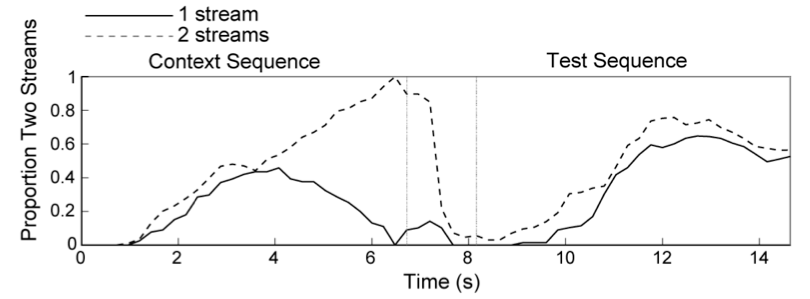 1 stream
2 streams
Context Sequence
Test Sequence
Proportion Two Streams
1
0.8
0.6
0.4
0.2
0
0 2 4 6 8 10 12 14
Time (s)